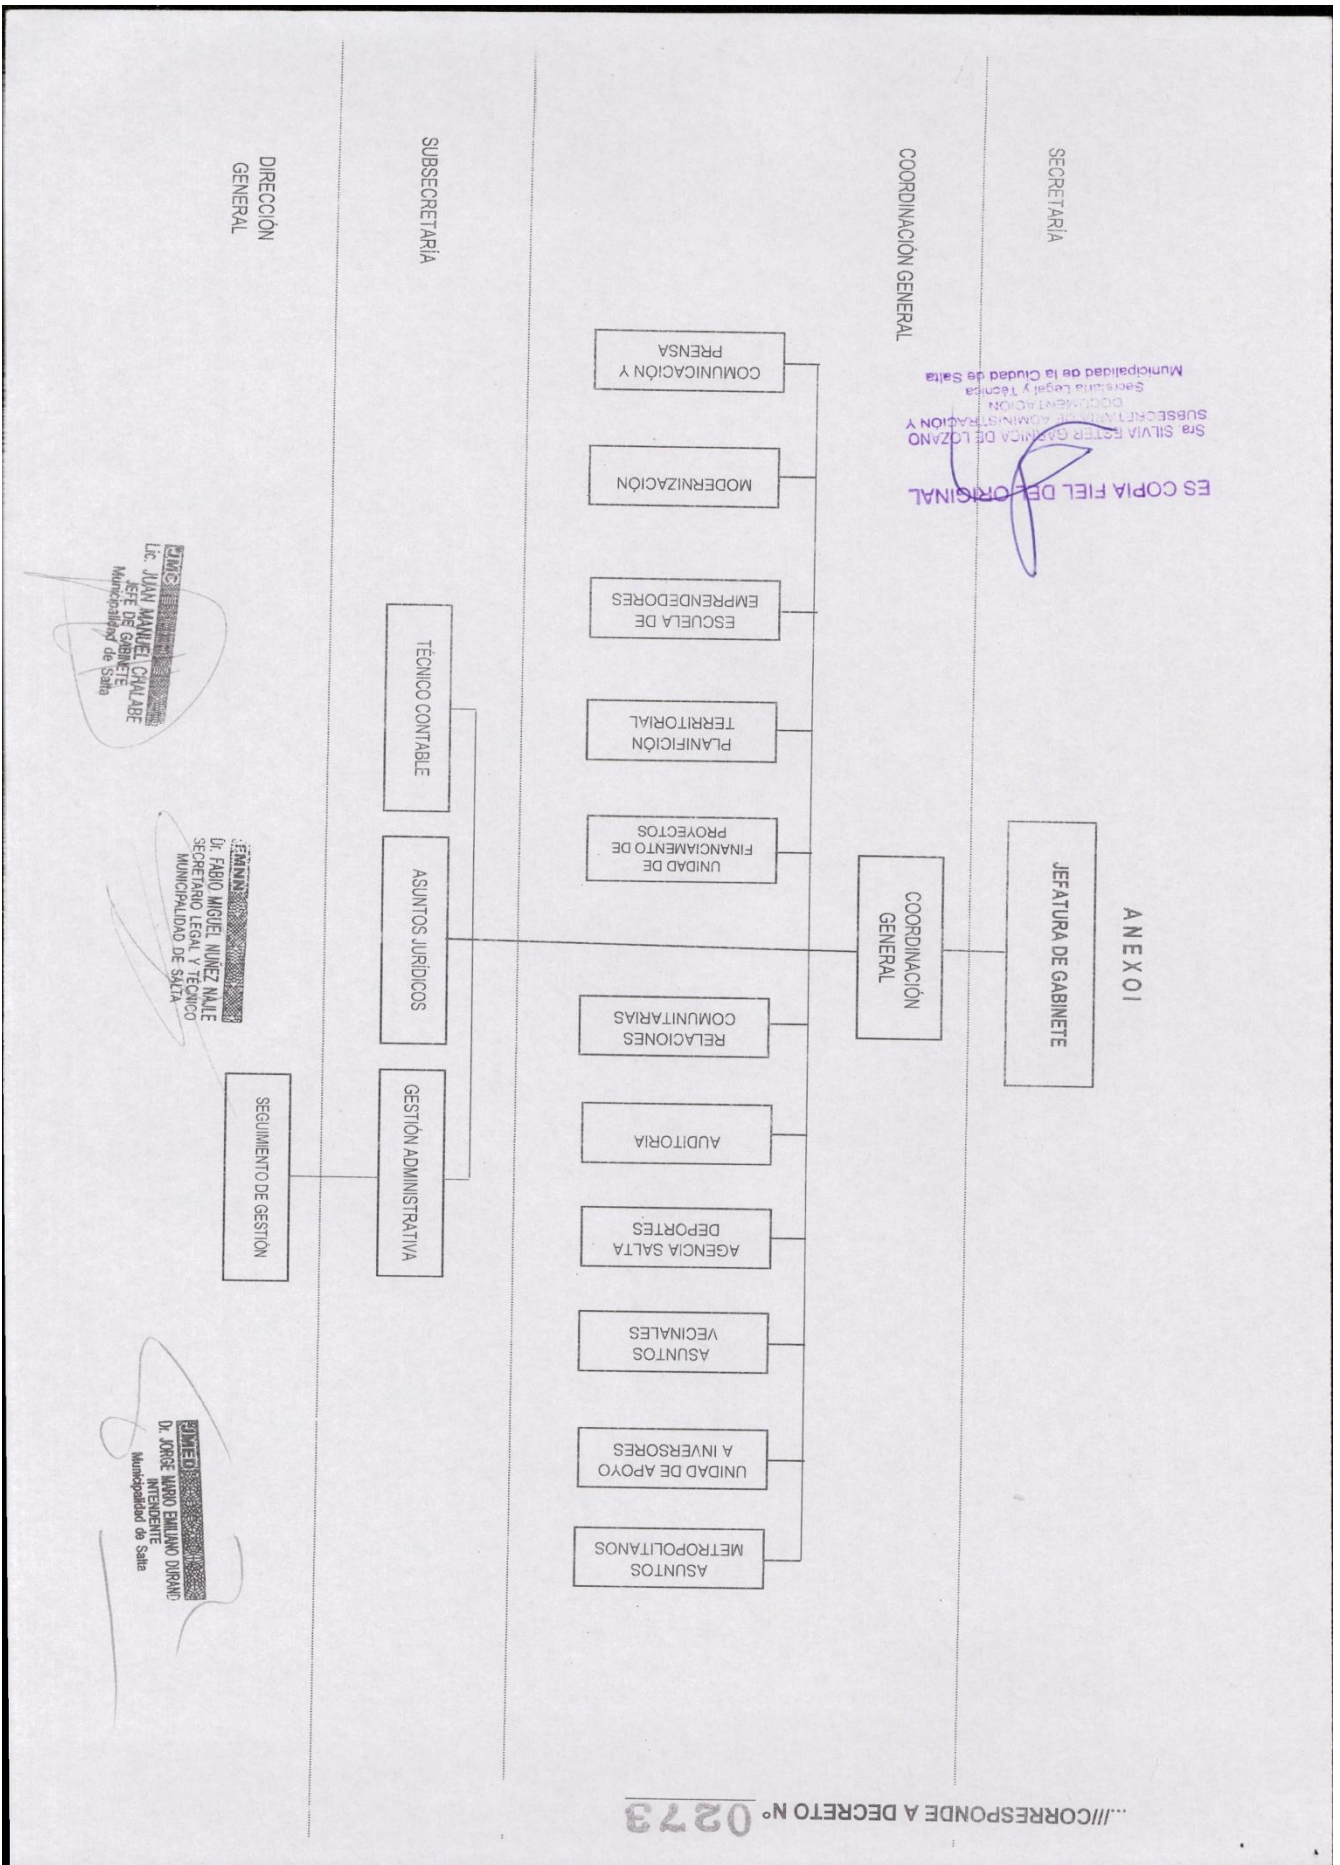 ...///CORRESPONDE A DECRETO Nº 0273
ANEXO I
SECRETARÍA
JEFATURA DE GABINETE
ES COPIA FIEL DEL ORIGINAL
Sra. SILVIA ESTER GARNICA DE LOZANO
SUBSECRETARIA DE ADMINISTRACIÓN Y
DOCUMENTACIÓN
Secretaría Legal y Técnica
Municipalidad de la Ciudad de Salta
COORDINACIÓN GENERAL
COORDINACIÓN
GENERAL
COMUNICACIÓN Y
PRENSA
MODERNIZACIÓN
ESCUELA DE
EMPRENDEDORES
PLANIFICIÓN
TERRITORIAL
UNIDAD DE
FINANCIAMIENTO DE
PROYECTOS
RELACIONES
COMUNITARIAS
AUDITORIA
AGENCIA SALTA
DEPORTES
ASUNTOS
VECINALES
UNIDAD DE APOYO
A INVERSORES
ASUNTOS
METROPOLITANOS
SUBSECRETARÍA
TÉCNICO CONTABLE
ASUNTOS JURÍDICOS
GESTIÓN ADMINISTRATIVA
DIRECCIÓN
GENERAL
SEGUIMIENTO DE GESTIÓN
JMC
Lic. JUAN MANUEL CHALABE
JEFE DE GABINETE
Municipalidad de Salta
FMNN
Dr. FABIO MIGUEL NUÑEZ NAJLE
SECRETARIO LEGAL Y TÉCNICO
MUNICIPALIDAD DE SALTA
JMED
Dr. JORGE MARIO EMILIANO DURAND
INTENDENTE
Municipalidad de Salta